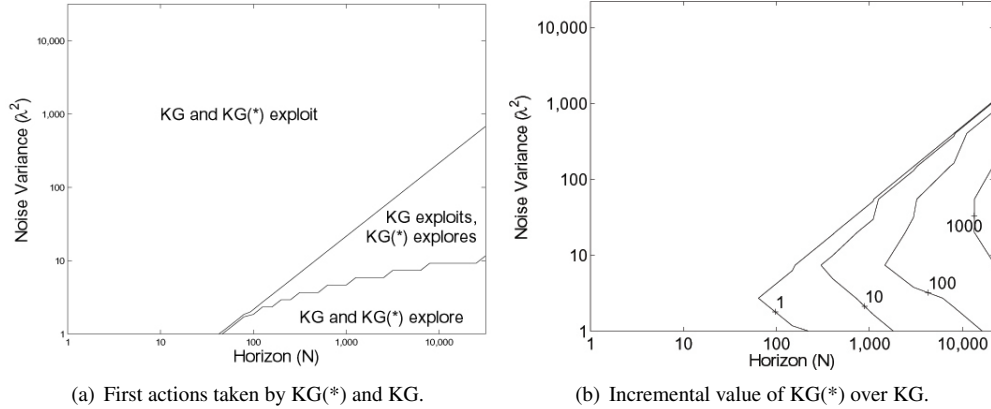 10,000
1,000
100
10
1
Noise Variance (λ²)
KG and KG(*) exploit
KG exploits,
KG(*) explores
KG and KG(*) explore
1
10
100
1,000
10,000
Horizon (N)
(a) First actions taken by KG(*) and KG.
10,000
1,000
100
10
1
Noise Variance (λ²)
1
10
100
1000
1
10
100
1,000
10,000
Horizon (N)
(b) Incremental value of KG(*) over KG.